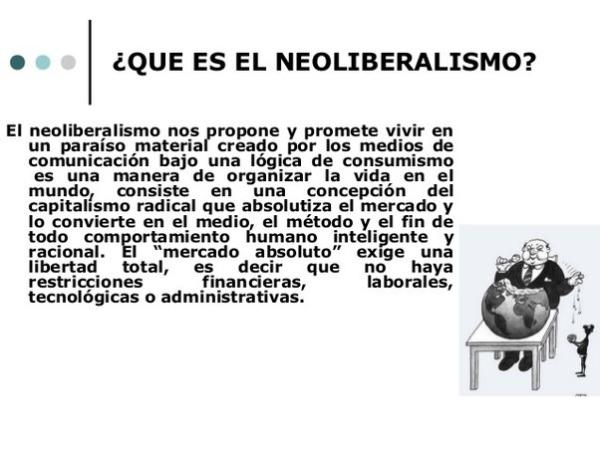 ¿QUE ES EL NEOLIBERALISMO?
El neoliberalismo nos propone y promete vivir en
un paraíso material creado por los medios de
comunicación bajo una lógica de consumismo
es una manera de organizar la vida en el
mundo, consiste en una concepción del
capitalismo radical que absolutiza el mercado y
lo convierte en el medio, el método y el fin de
todo comportamiento humano inteligente y
racional. El “mercado absoluto” exige una
libertad total, es decir que no haya
restricciones financieras, laborales,
tecnológicas o administrativas.